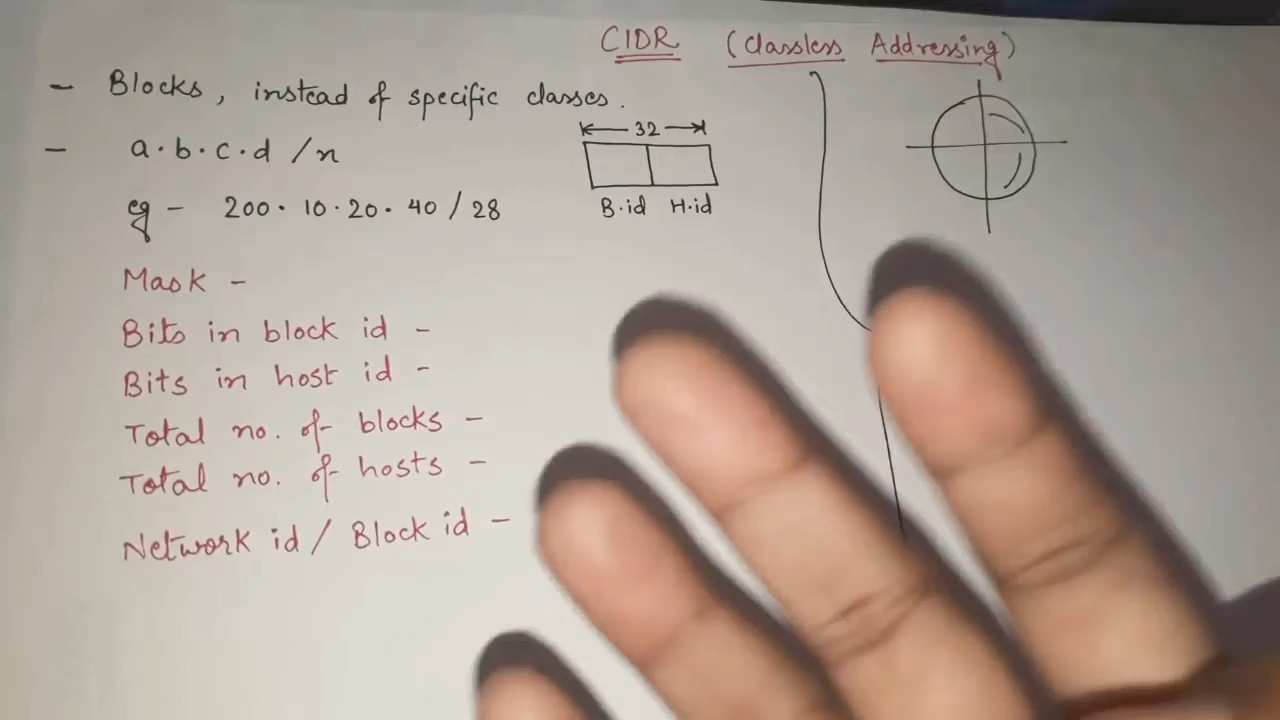 CIDR (Classless Addressing)
- Blocks, instead of specific classes.
- a.b.c.d /n
eg - 200.10.20.40 / 28
32
B.id H.id
Mask -
Bits in block id -
Bits in host id -
Total no. of blocks -
Total no. of hosts -
Network id / Block id -